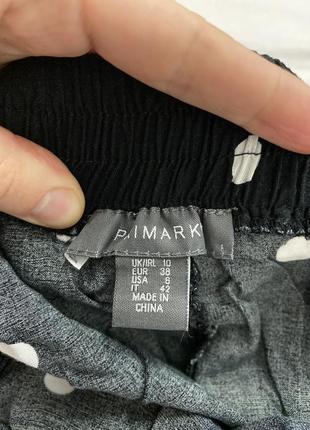 PRIMARK
UK/IRL 10
EUR 38
USA 6
IT 42
MADE IN
CHINA